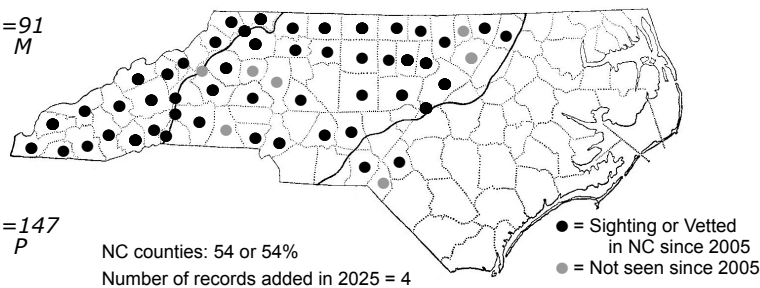 =91
M
=147
P
NC counties: 54 or 54%
Number of records added in 2025 = 4
= Sighting or Vetted
in NC since 2005
= Not seen since 2005